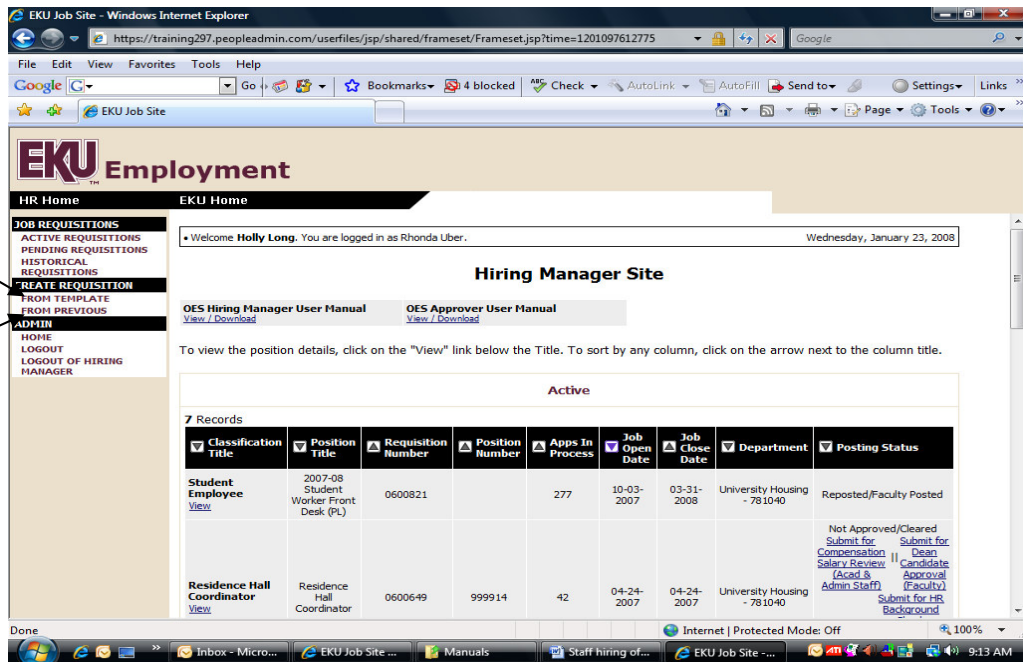 EKU Job Site - Windows Internet Explorer
https://training297.peopleadmin.com/userfiles/jsp/shared/frameset/Frameset.jsp?time=1201097612775
Google
File Edit View Favorites Tools Help
Google G Go Bookmarks 4 blocked ABC Check AutoLink AutoFill Send to Settings Links »
EKU Job Site
Page Tools »
EKU TM Employment
HR Home EKU Home
JOB REQUISITIONS
ACTIVE REQUISITIONS
PENDING REQUISITIONS
HISTORICAL
REQUISITIONS
CREATE REQUISITION
FROM TEMPLATE
FROM PREVIOUS
ADMIN
HOME
LOGOUT
LOGOUT OF HIRING
MANAGER
• Welcome Holly Long. You are logged in as Rhonda Uber. Wednesday, January 23, 2008
Hiring Manager Site
OES Hiring Manager User Manual OES Approver User Manual
View / Download View / Download
To view the position details, click on the "View" link below the Title. To sort by any column, click on the arrow next to the column title.
Active
7 Records
Classification
Title
Position
Title
Requisition
Number
Position
Number
Apps In
Process
Job
Open
Date
Job
Close
Date
Department
Posting Status
Student
Employee
View
2007-08
Student
Worker Front
Desk (PL)
0600821
277
10-03-
2007
03-31-
2008
University Housing
- 781040
Reposted/Faculty Posted
Residence Hall
Coordinator
View
Residence
Hall
Coordinator
0600649
999914
42
04-24-
2007
04-24-
2007
University Housing
- 781040
Not Approved/Cleared
Submit for
Compensation
Salary Review
(Acad &
Admin Staff)
||
Submit for
Dean
Candidate
Approval
(Faculty)
Submit for HR
Background
Done Internet | Protected Mode: Off 100%
» Inbox - Micro... EKU Job Site ... Manuals Staff hiring of... EKU Job Site -... 9:13 AM